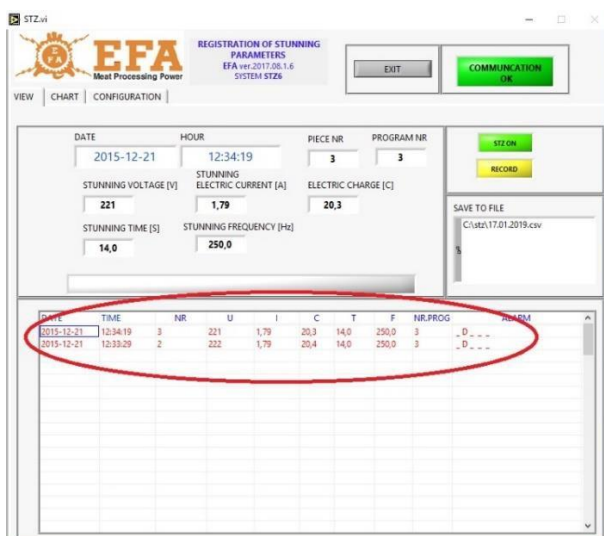 STZ.vi
EFA
EFA
Meat Processing Power
REGISTRATION OF STUNNING
PARAMETERS
EFA ver.2017.08.1.6
SYSTEM STZ6
EXIT
COMMUNCATION
OK
VIEW CHART CONFIGURATION
DATE HOUR PIECE NR PROGRAM NR
2015-12-21 12:34:19 3 3
STUNNING VOLTAGE [V] STUNNING ELECTRIC CURRENT [A] ELECTRIC CHARGE [C]
221 1,79 20,3
STUNNING TIME [S] STUNNING FREQUENCY [Hz]
14,0 250,0
STZ ON
RECORD
SAVE TO FILE
C:\stz\17.01.2019.csv
DATE TIME NR U I C T F NR.PROG ALARM
2015-12-21 12:34:19 3 221 1,79 20,3 14,0 250,0 3 _D___
2015-12-21 12:33:29 2 222 1,79 20,4 14,0 250,0 3 _D___